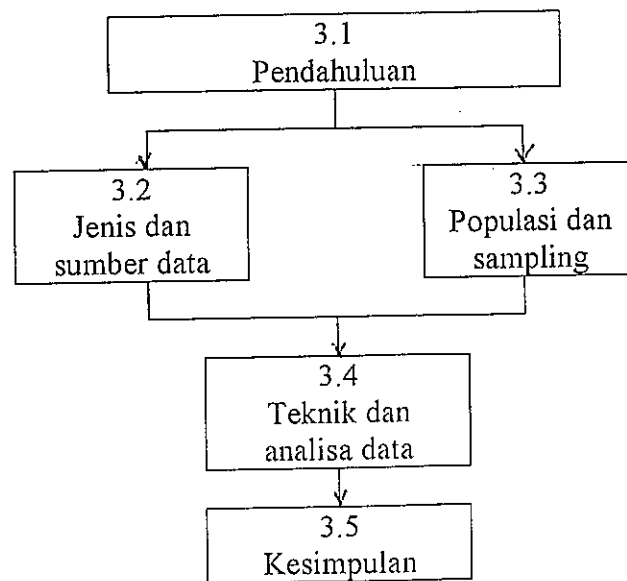 3.1
Pendahuluan
3.2
Jenis dan
sumber data
3.3
Populasi dan
sampling
3.4
Teknik dan
analisa data
3.5
Kesimpulan